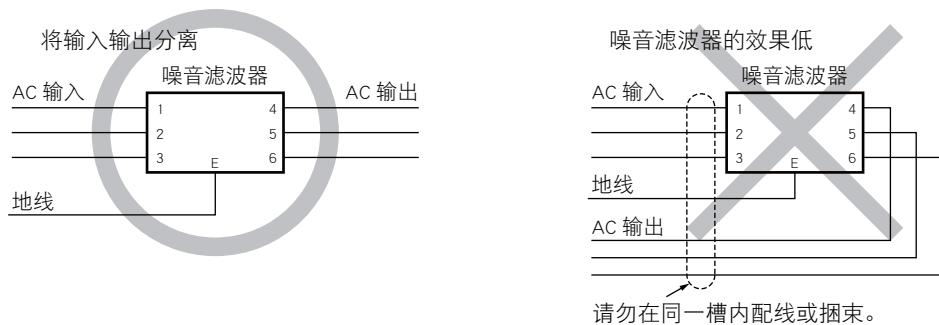 将输入输出分离
噪音滤波器
AC 输入
AC 输出
1
4
2
5
3
6
E
地线
噪音滤波器的效果低
噪音滤波器
AC 输入
1
4
2
5
3
6
E
地线
AC 输出
请勿在同一槽内配线或捆束。